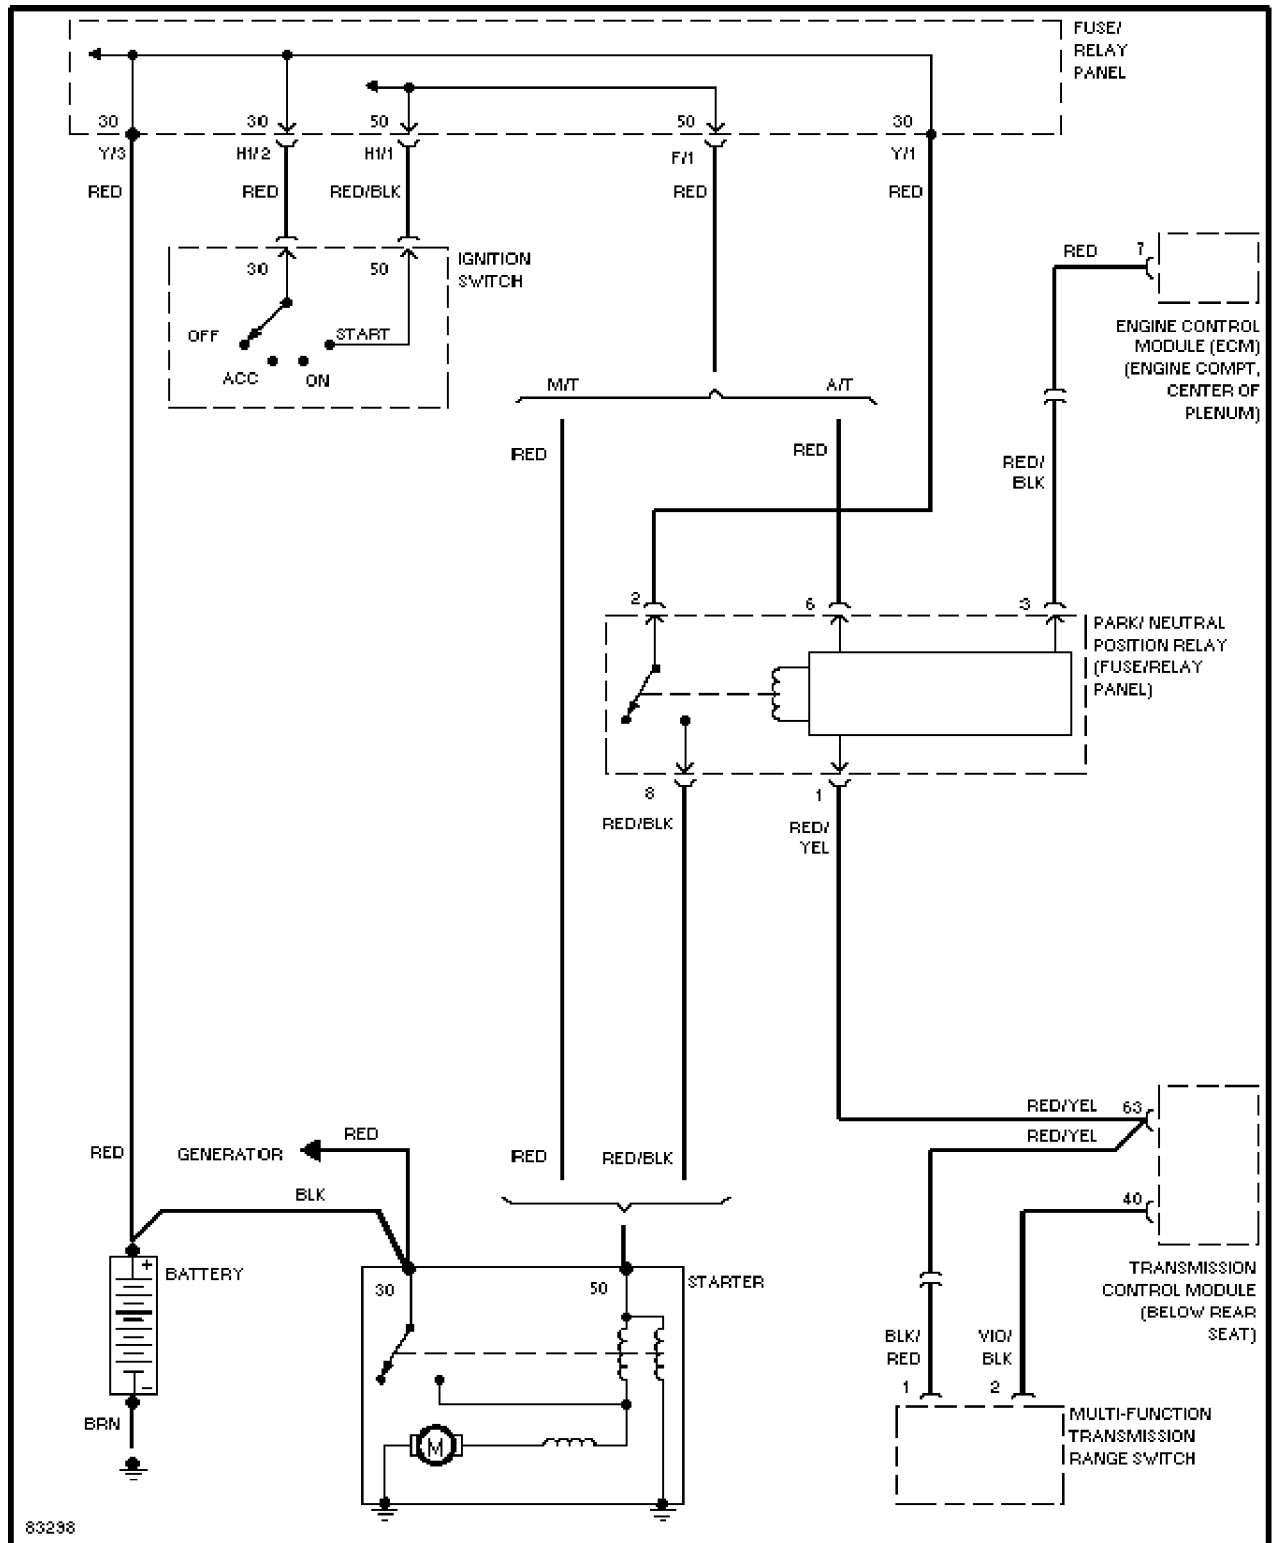 FUSE/
RELAY
PANEL
30
30
50
50
30
Y/3
H1/2
H1/1
F/1
Y/1
RED
RED
RED/BLK
RED
RED
RED
7
IGNITION
SWITCH
30
50
OFF
START
ACC
ON
ENGINE CONTROL
MODULE (ECM)
(ENGINE COMPT,
CENTER OF
PLENUM)
M/T
A/T
RED
RED
RED/
BLK
2
6
3
PARK/ NEUTRAL
POSITION RELAY
(FUSE/RELAY
PANEL)
8
1
RED/BLK
RED/
YEL
RED/YEL
63
RED/YEL
RED
GENERATOR
RED
RED
RED/BLK
BLK
40
BATTERY
+
−
30
50
STARTER
TRANSMISSION
CONTROL MODULE
(BELOW REAR
SEAT)
BLK/
RED
VIO/
BLK
1
2
BRN
M
MULTI-FUNCTION
TRANSMISSION
RANGE SWITCH
83298